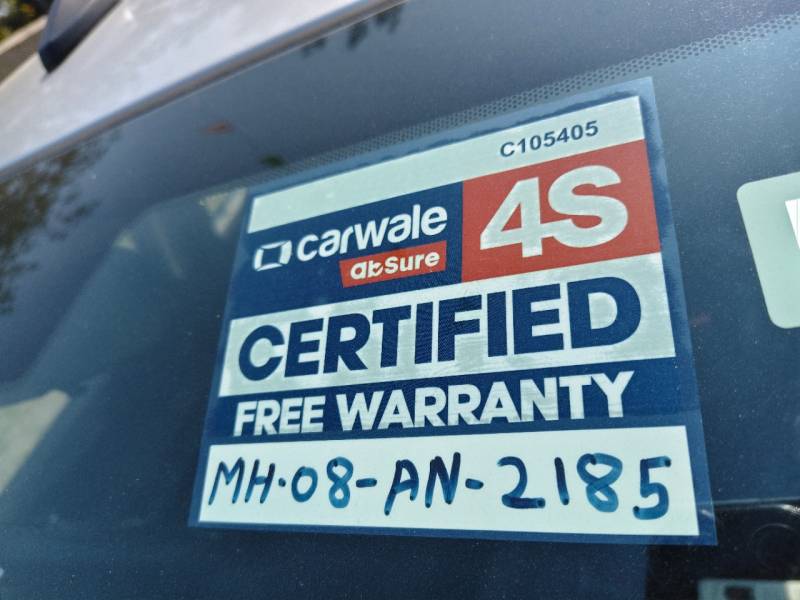 C105405
carwale
absure
4S
CERTIFIED
FREE WARRANTY
MH·08-AN-2185